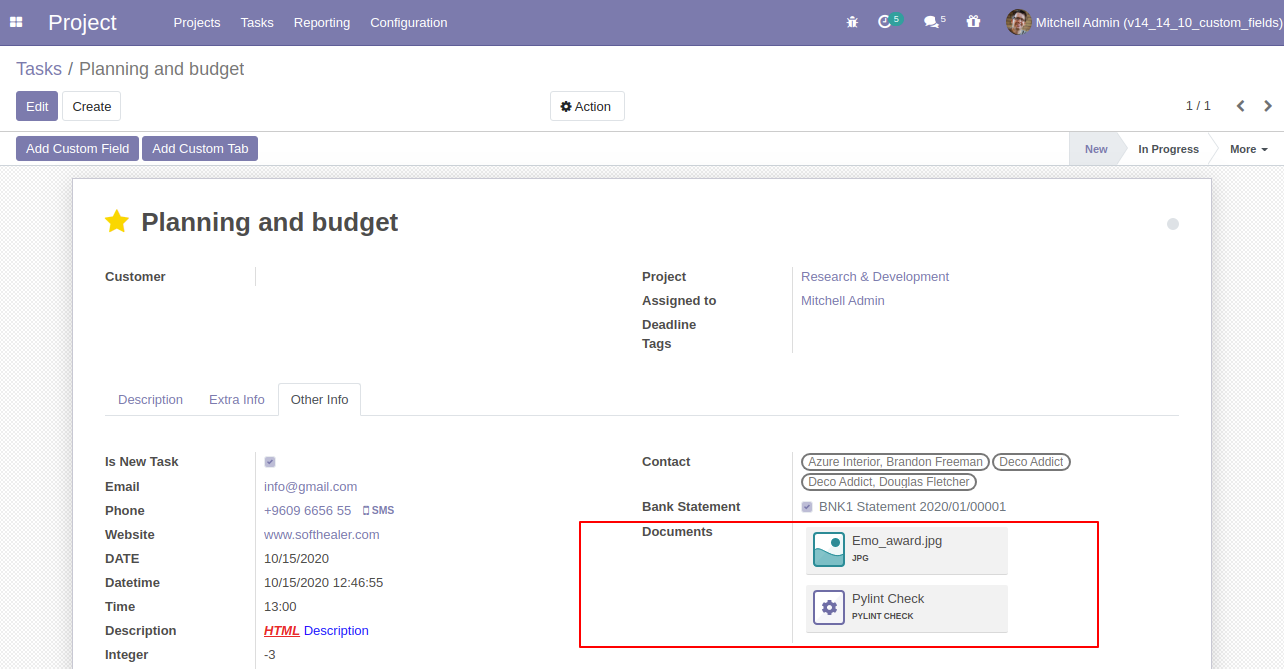 Project Projects Tasks Reporting Configuration 5 5 Mitchell Admin (v14_14_10_custom_fields)
Tasks / Planning and budget
Edit Create Action 1 / 1
Add Custom Field Add Custom Tab New In Progress More
Planning and budget
Customer
Project Research & Development
Assigned to Mitchell Admin
Deadline
Tags
Description Extra Info Other Info
Is New Task
Email info@gmail.com
Phone +9609 6656 55 SMS
Website www.softhealer.com
DATE 10/15/2020
Datetime 10/15/2020 12:46:55
Time 13:00
Description HTML Description
Integer -3
Contact Azure Interior, Brandon Freeman Deco Addict
Deco Addict, Douglas Fletcher
Bank Statement BNK1 Statement 2020/01/00001
Documents
Emo_award.jpg
JPG
Pylint Check
PYLINT CHECK